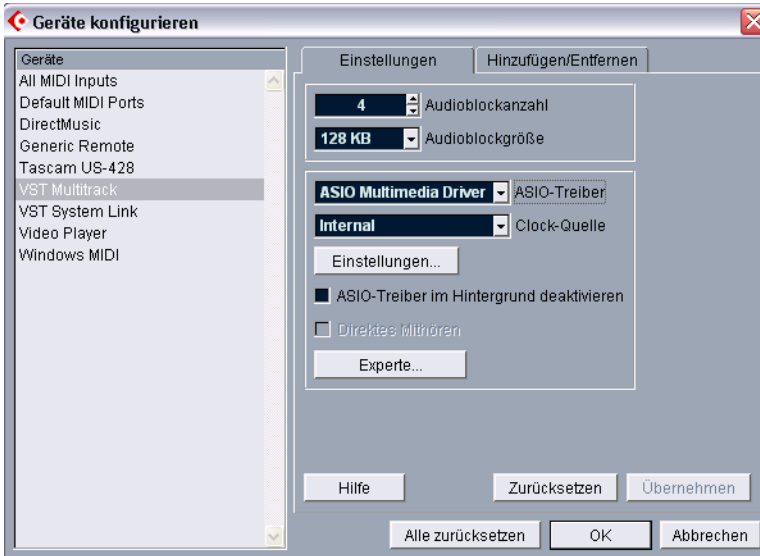 Geräte konfigurieren
Geräte
All MIDI Inputs
Default MIDI Ports
DirectMusic
Generic Remote
Tascam US-428
VST Multitrack
VST System Link
Video Player
Windows MIDI
Einstellungen
Hinzufügen/Entfernen
4 Audioblockanzahl
128 KB Audioblockgröße
ASIO Multimedia Driver ASIO-Treiber
Internal Clock-Quelle
Einstellungen...
ASIO-Treiber im Hintergrund deaktivieren
Direktes Mithören
Experte...
Hilfe
Zurücksetzen
Übernehmen
Alle zurücksetzen
OK
Abbrechen